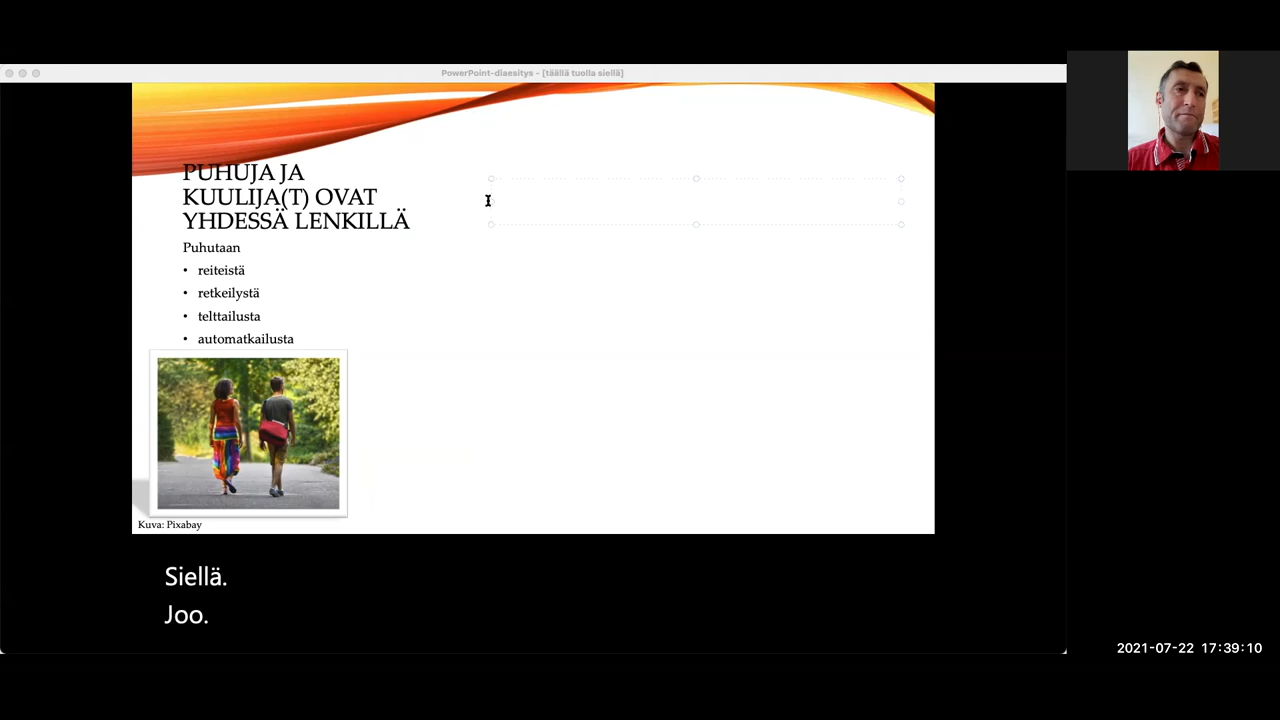 PowerPoint-diaesitys - [täällä tuolla siellä]
PUHUJA JA
KUULIJA(T) OVAT
YHDESSÄ LENKILLÄ
Puhutaan
• reiteistä
• retkeilystä
• telttailusta
• automatkailusta
Kuva: Pixabay
Siellä.
Joo.
2021-07-22 17:39:10